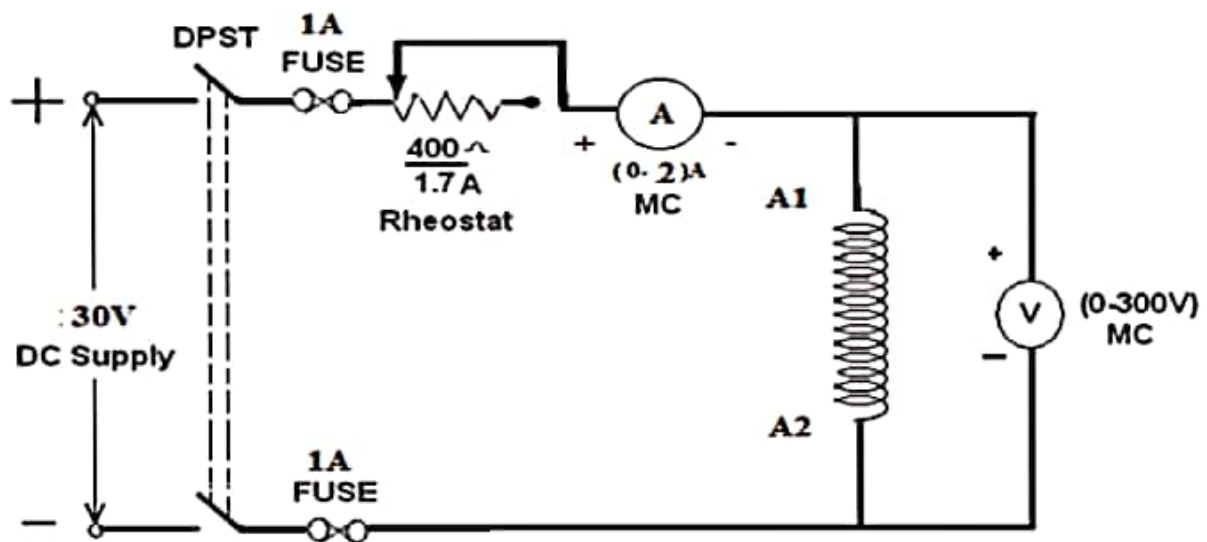 DPST
1A
FUSE
+
400 Ω
1.7 A
Rheostat
+ A -
(0-2)A
MC
A1
+
V
-
(0-300V)
MC
: 30V
DC Supply
A2
1A
FUSE
-